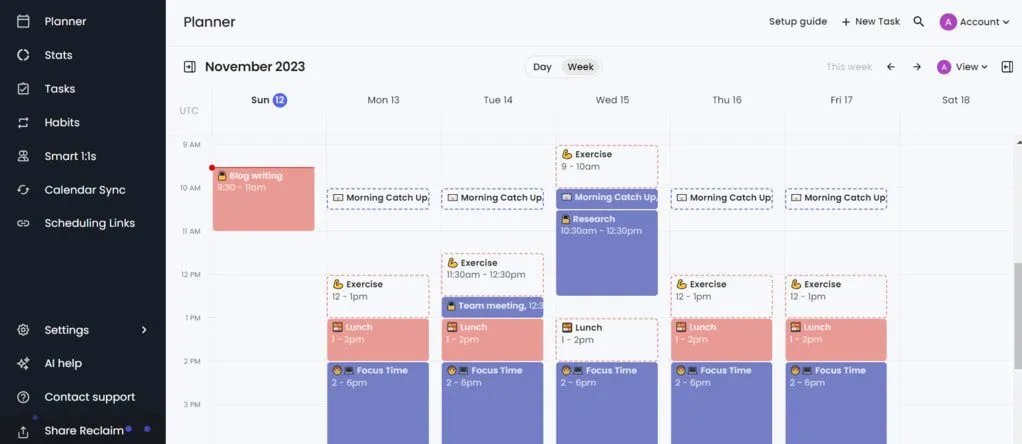 Planner
Stats
Tasks
Habits
Smart 1:1s
Calendar Sync
Scheduling Links
Settings
AI help
Contact support
Share Reclaim
Planner
Setup guide
+ New Task
A Account
November 2023
Day Week
This week
A View
UTC
Sun 12
Mon 13
Tue 14
Wed 15
Thu 16
Fri 17
Sat 18
9 AM
10 AM
11 AM
12 PM
1 PM
2 PM
3 PM
Blog writing
9:30 - 11am
Morning Catch Up,
Exercise
12 - 1pm
Lunch
1 - 2pm
Focus Time
2 - 6pm
Morning Catch Up,
Exercise
11:30am - 12:30pm
Team meeting, 12:3
Lunch
1 - 2pm
Focus Time
2 - 6pm
Exercise
9 - 10am
Morning Catch Up,
Research
10:30am - 12:30pm
Lunch
1 - 2pm
Focus Time
2 - 6pm
Morning Catch Up,
Exercise
12 - 1pm
Lunch
1 - 2pm
Focus Time
2 - 6pm
Morning Catch Up,
Exercise
12 - 1pm
Lunch
1 - 2pm
Focus Time
2 - 6pm